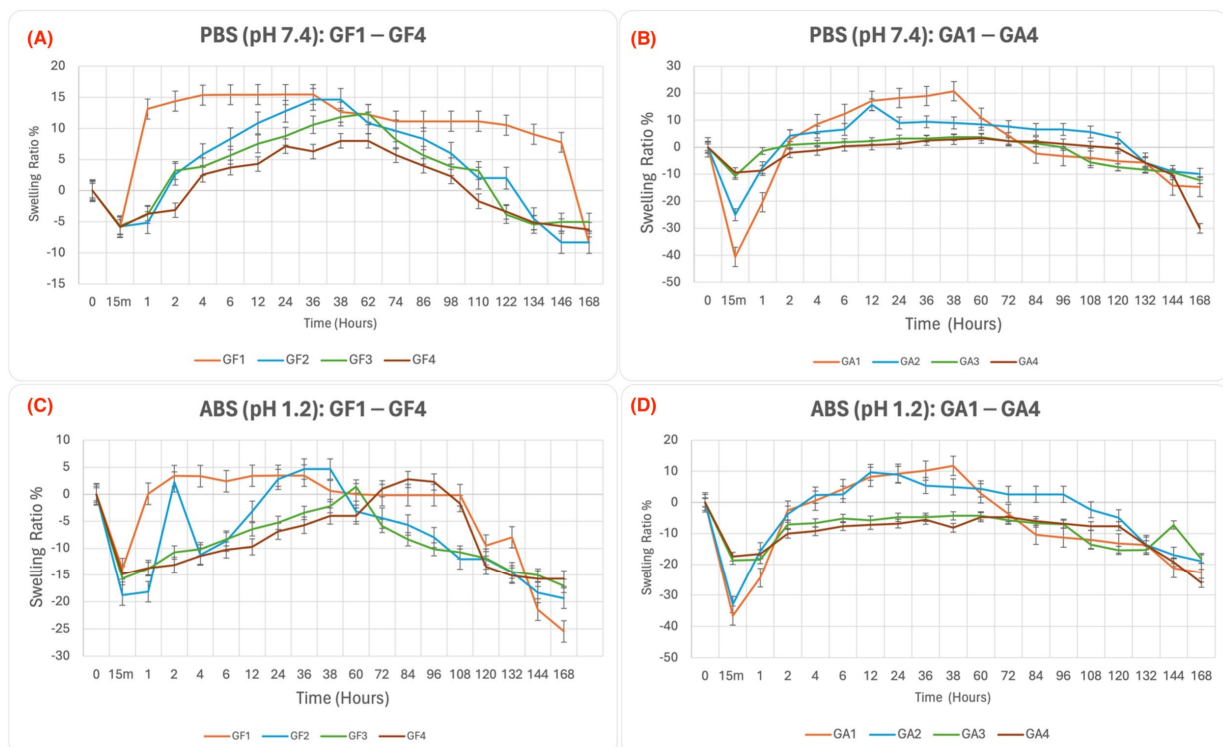 (A)
PBS (pH 7.4): GF1 – GF4
20
15
10
5
0
-5
-10
-15
Swelling Ratio %
0 15m 1 2 4 6 12 24 36 38 62 74 86 98 110 122 134 146 168
Time (Hours)
GF1 GF2 GF3 GF4
(B)
PBS (pH 7.4): GA1 – GA4
30
20
10
0
-10
-20
-30
-40
-50
Swelling Ratio %
0 15m 1 2 4 6 12 24 36 38 60 72 84 96 108 120 132 144 168
Time (Hours)
GA1 GA2 GA3 GA4
(C)
ABS (pH 1.2): GF1 – GF4
10
5
0
-5
-10
-15
-20
-25
-30
Swelling Ratio %
0 15m 1 2 4 6 12 24 36 48 60 72 84 96 108 120 132 144 168
Time (Hours)
GF1 GF2 GF3 GF4
(D)
ABS (pH 1.2): GA1 – GA4
20
10
0
-10
-20
-30
-40
-50
Swelling Ratio %
0 15m 1 2 4 6 12 24 36 38 60 72 84 96 108 120 132 144 168
Time (Hours)
GA1 GA2 GA3 GA4